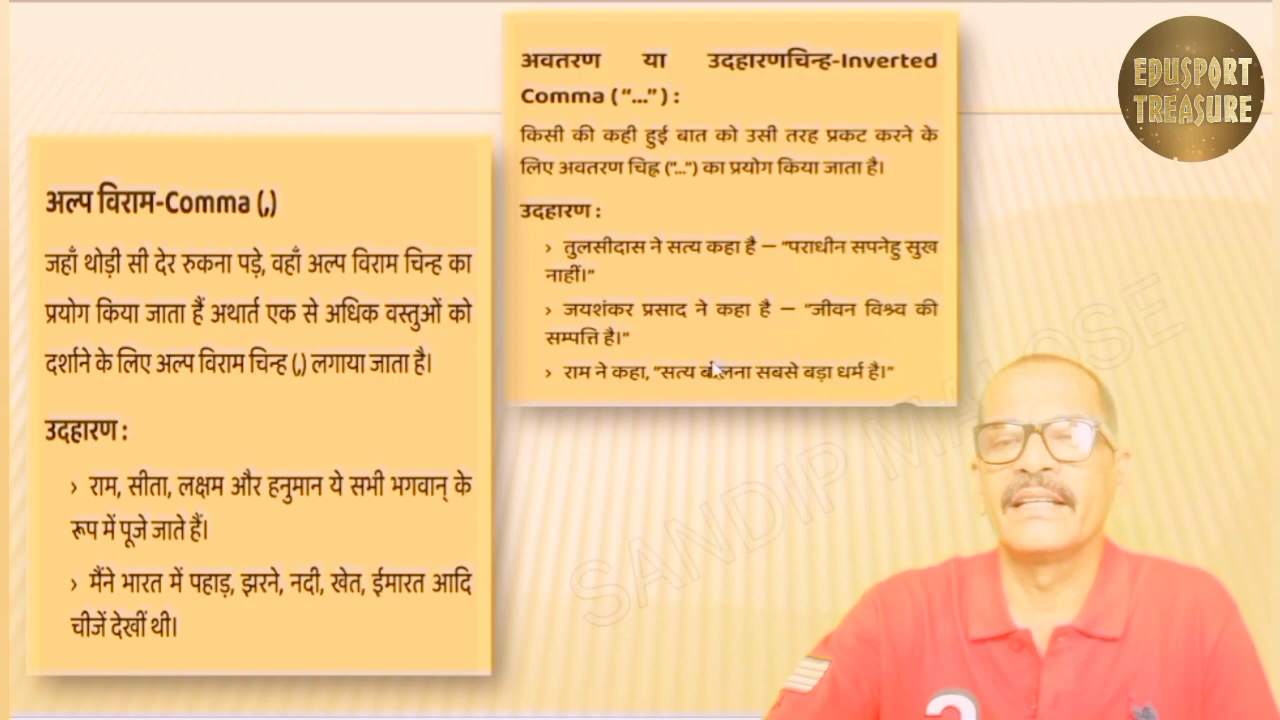 अल्प विराम-Comma (,)
जहाँ थोड़ी सी देर रुकना पड़े, वहाँ अल्प विराम चिन्ह का
प्रयोग किया जाता हैं अथार्त एक से अधिक वस्तुओं को
दर्शाने के लिए अल्प विराम चिन्ह (,) लगाया जाता है।
उदहारण :
› राम, सीता, लक्षम और हनुमान ये सभी भगवान् के
रूप में पूजे जाते हैं।
› मैंने भारत में पहाड़, झरने, नदी, खेत, ईमारत आदि
चीजें देखीं थी।
अवतरण या उदहारणचिन्ह-Inverted
Comma ( “...” ) :
किसी की कही हुई बात को उसी तरह प्रकट करने के
लिए अवतरण चिह्न ("...") का प्रयोग किया जाता है।
उदहारण :
› तुलसीदास ने सत्य कहा है — "पराधीन सपनेहु सुख
नाहीं।"
› जयशंकर प्रसाद ने कहा है — "जीवन विश्र्व की
सम्पत्ति है।"
› राम ने कहा, "सत्य बोलना सबसे बड़ा धर्म है।"
EDUSPORT
TREASURE
SANDIP MALOSE